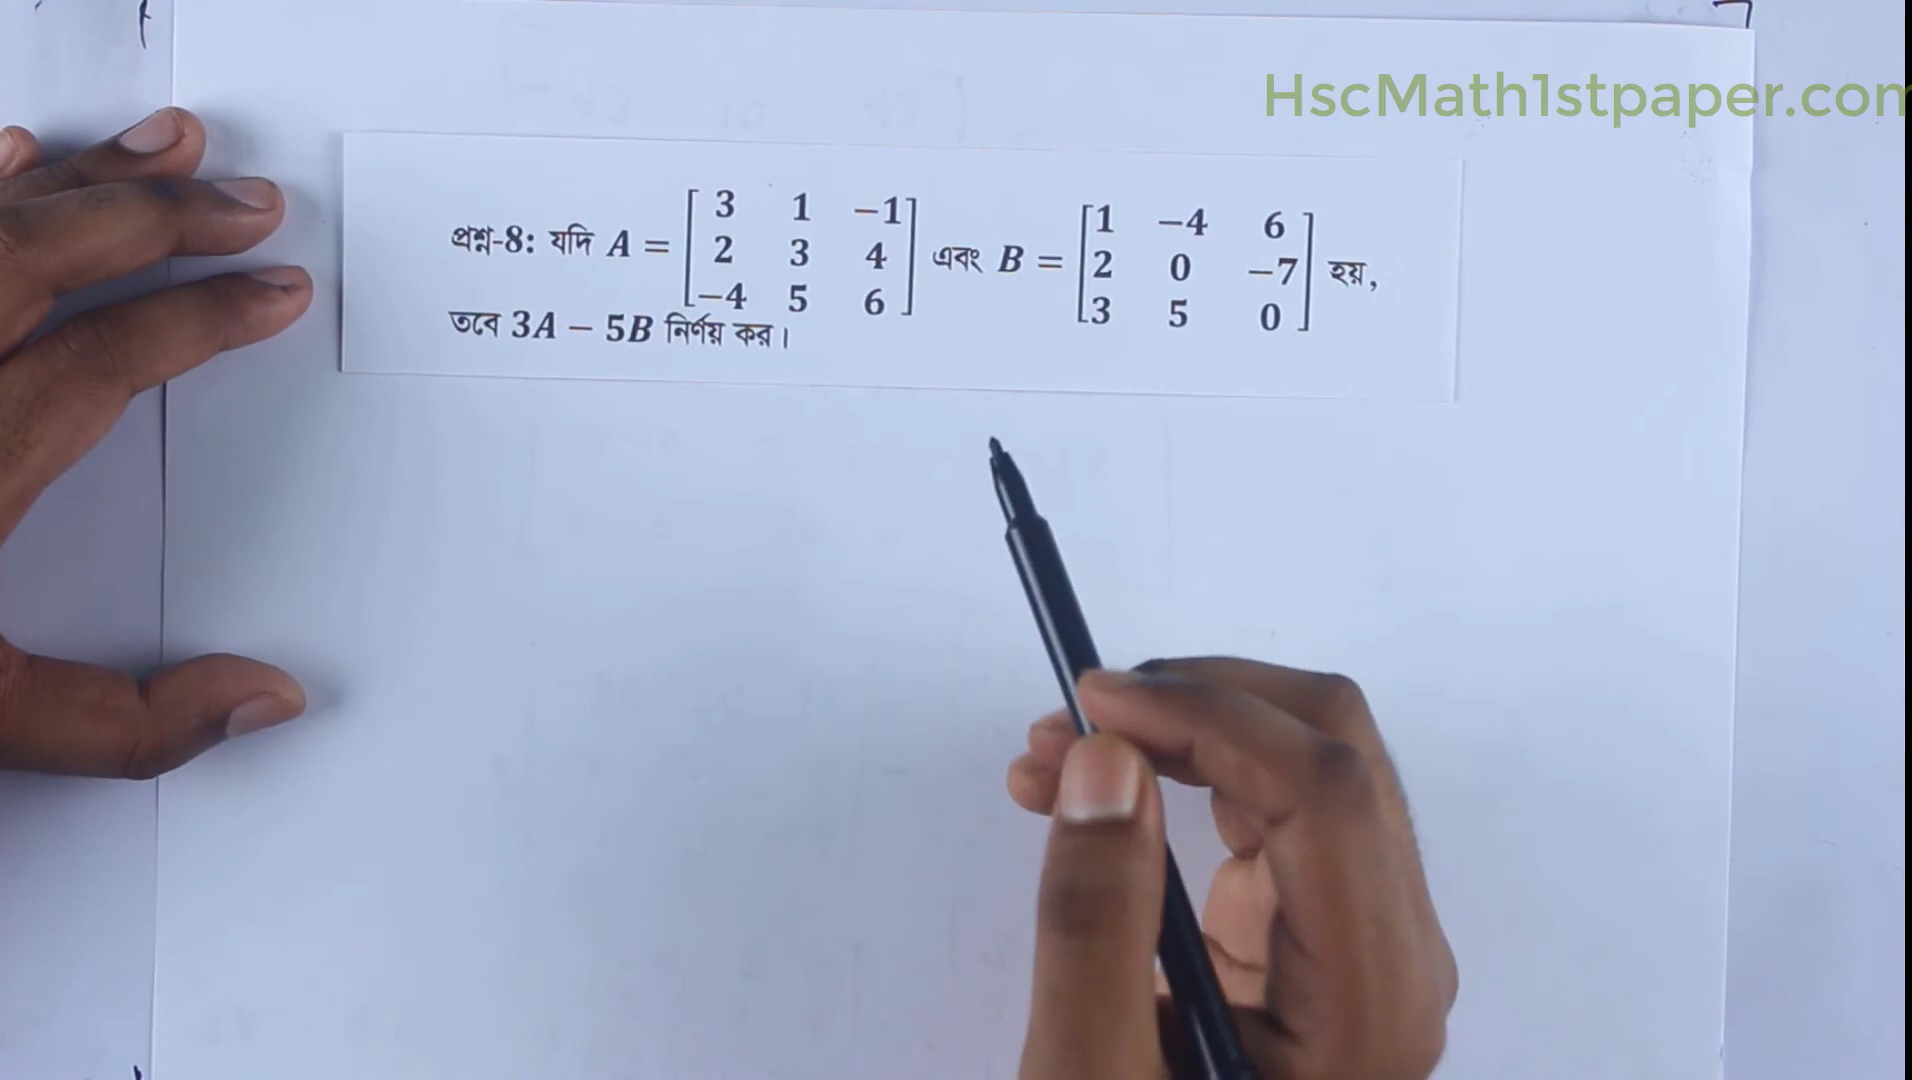 HscMath1stpaper.com
প্রশ্ন-8: যদি A = [3 1 −1; 2 3 4; −4 5 6] এবং B = [1 −4 6; 2 0 −7; 3 5 0] হয়,
তবে 3A − 5B নির্ণয় কর।